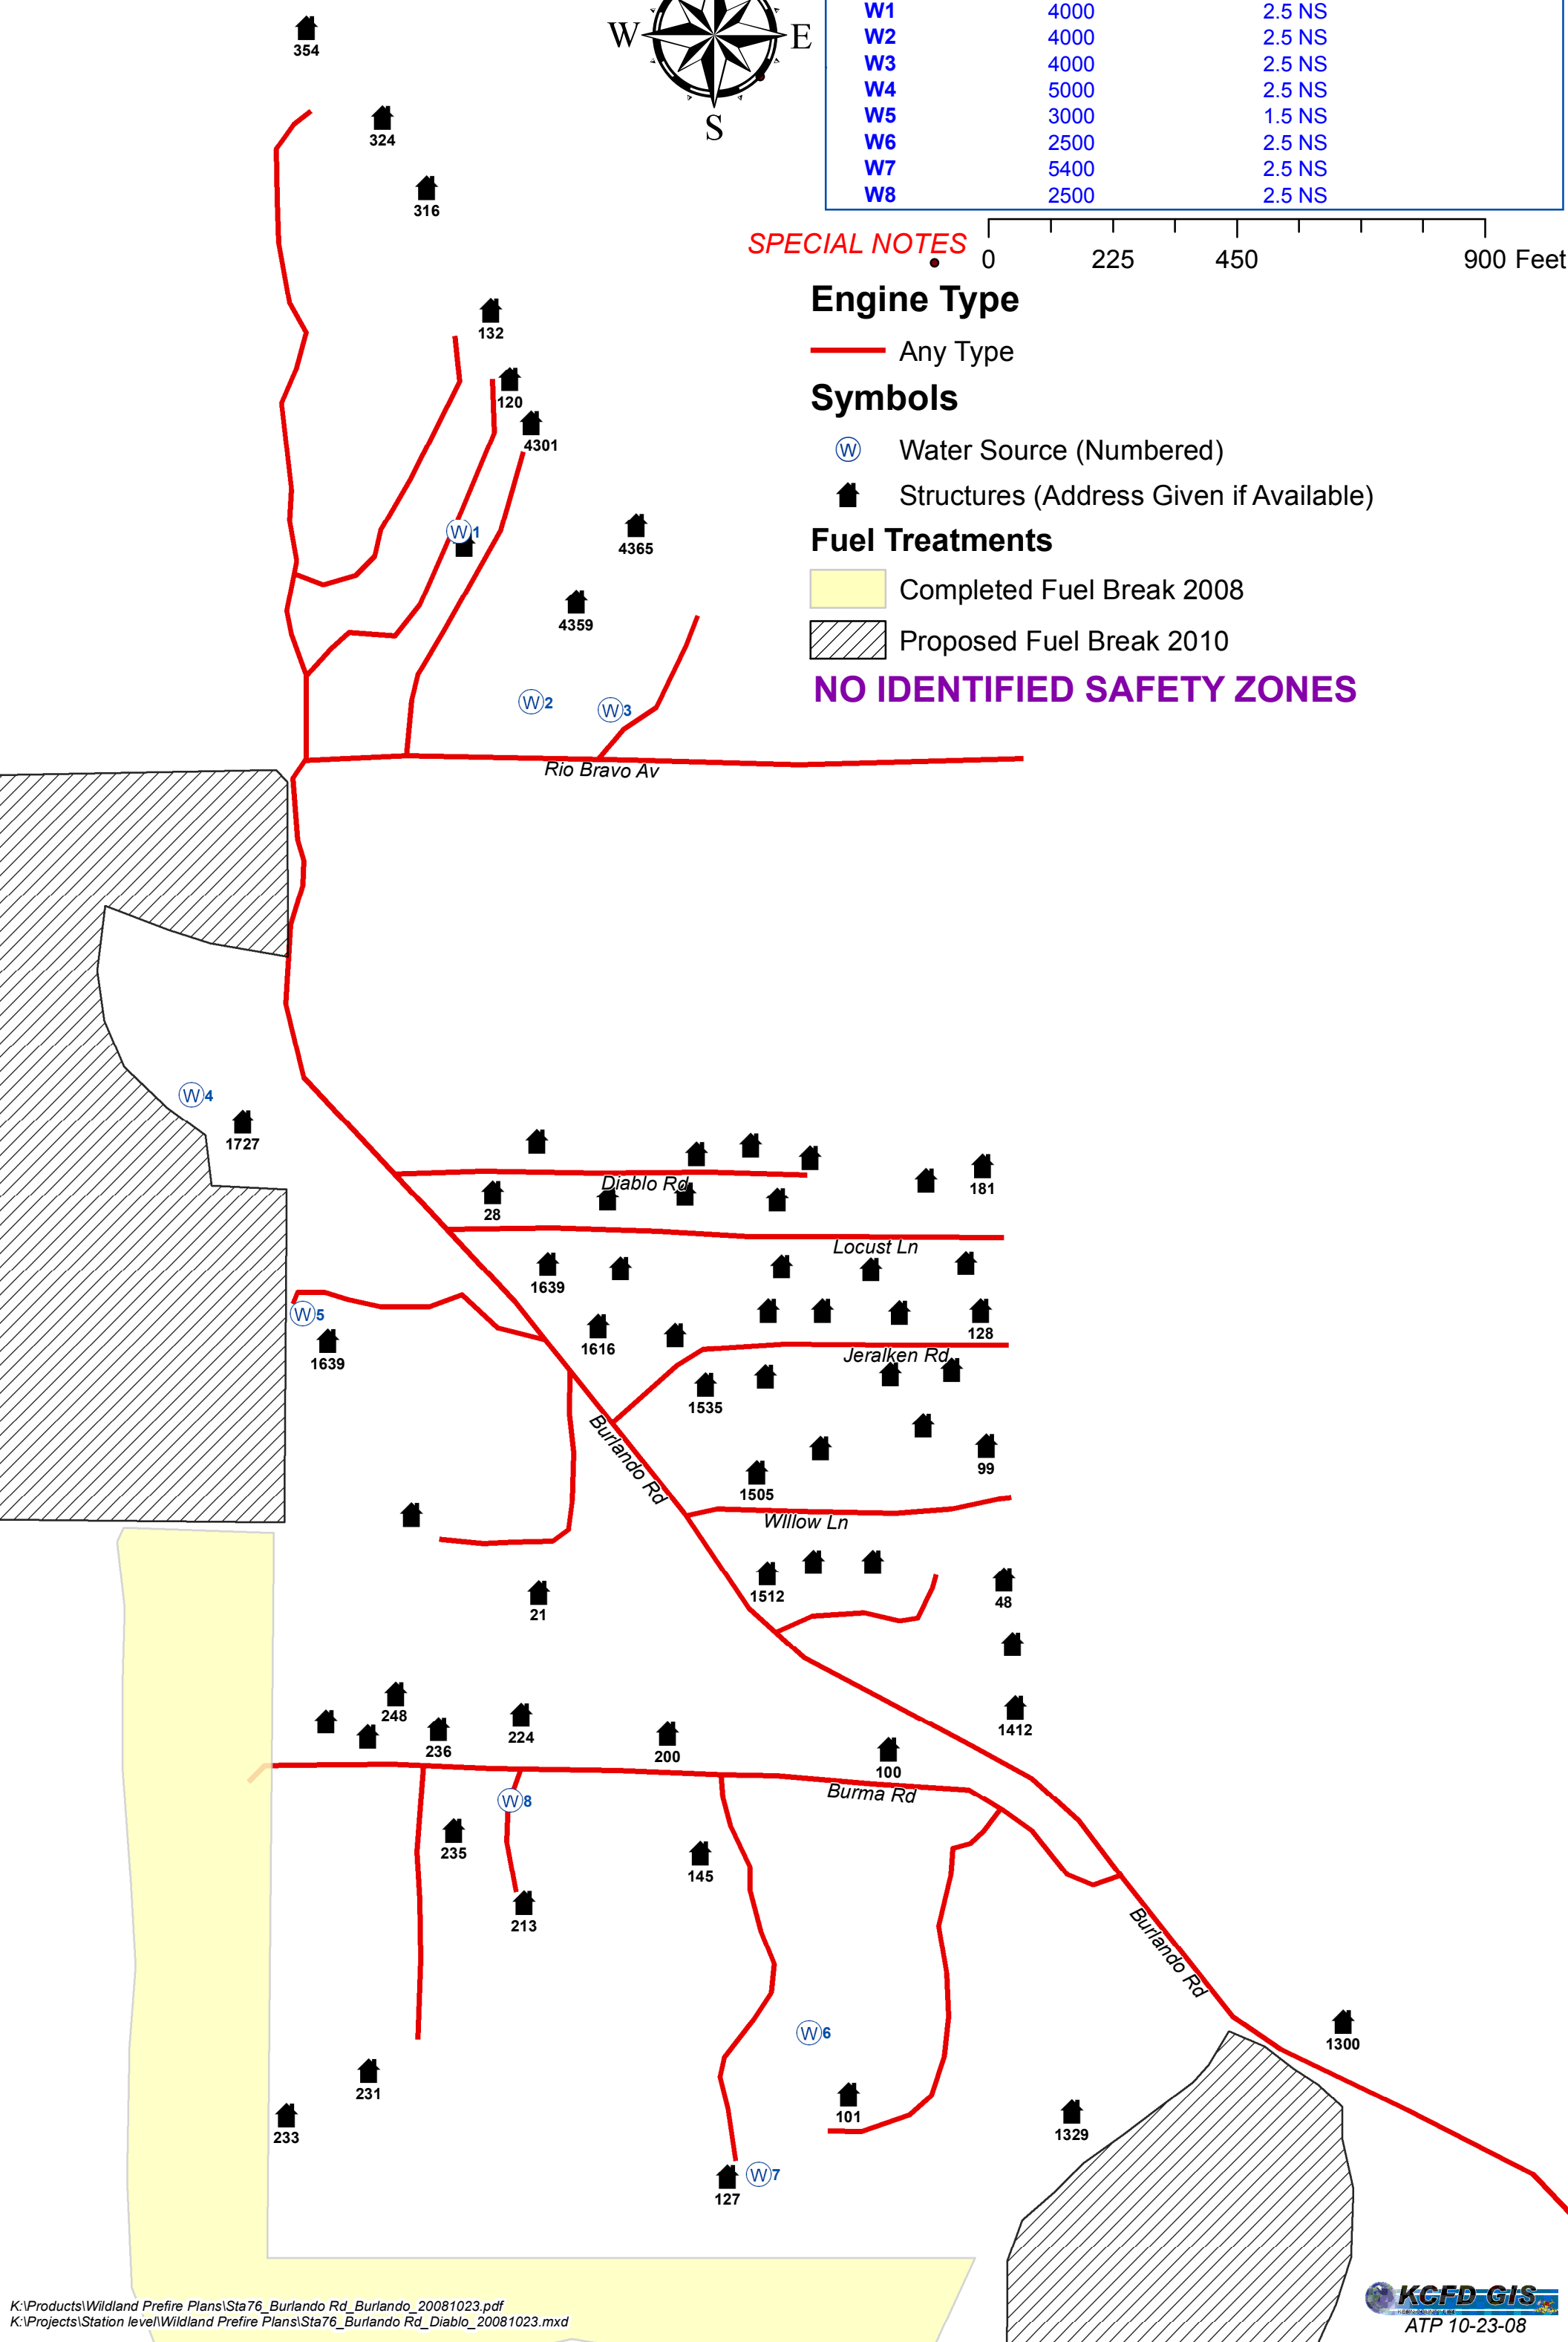 W1 4000 2.5 NS
W E
W2 4000 2.5 NS
354
W3 4000 2.5 NS
W4 5000 2.5 NS
W5 3000 1.5 NS
S
324
W6 2500 2.5 NS
W7 5400 2.5 NS
W8 2500 2.5 NS
316
SPECIAL NOTES
0 225 450 900 Feet
Engine Type
132
Any Type
Symbols
120
4301
Water Source (Numbered)
Structures (Address Given if Available)
W1
4365
Fuel Treatments
Completed Fuel Break 2008
4359
Proposed Fuel Break 2010
NO IDENTIFIED SAFETY ZONES
W2
W3
Rio Bravo Av
W4
1727
Diablo Rd
181
28
Locust Ln
1639
W5
1616
128
1639
Jeralken Rd
1535
Burlando Rd
99
1505
WIllow Ln
1512
48
21
248
224
1412
236
200
100
Burma Rd
W8
235
145
213
Burlando Rd
W6
1300
231
101
233
1329
W7
127
K:\Products\Wildland Prefire Plans\Sta76_Burlando Rd_Burlando_20081023.pdf
K:\Projects\Station level\Wildland Prefire Plans\Sta76_Burlando Rd_Diablo_20081023.mxd
KCFD GIS
ATP 10-23-08